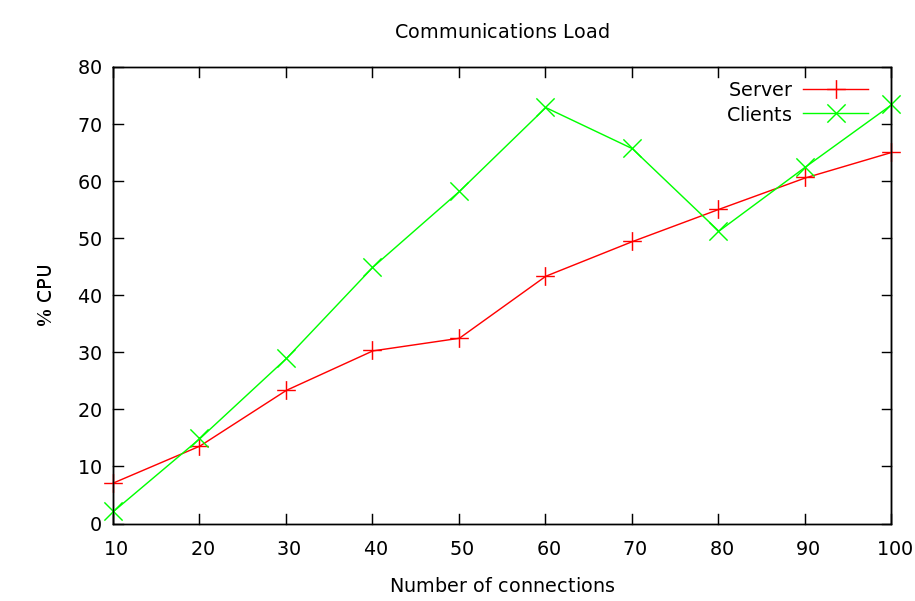 Communications Load
80
70
60
50
40
30
20
10
0
% CPU
Server
Clients
10 20 30 40 50 60 70 80 90 100
Number of connections